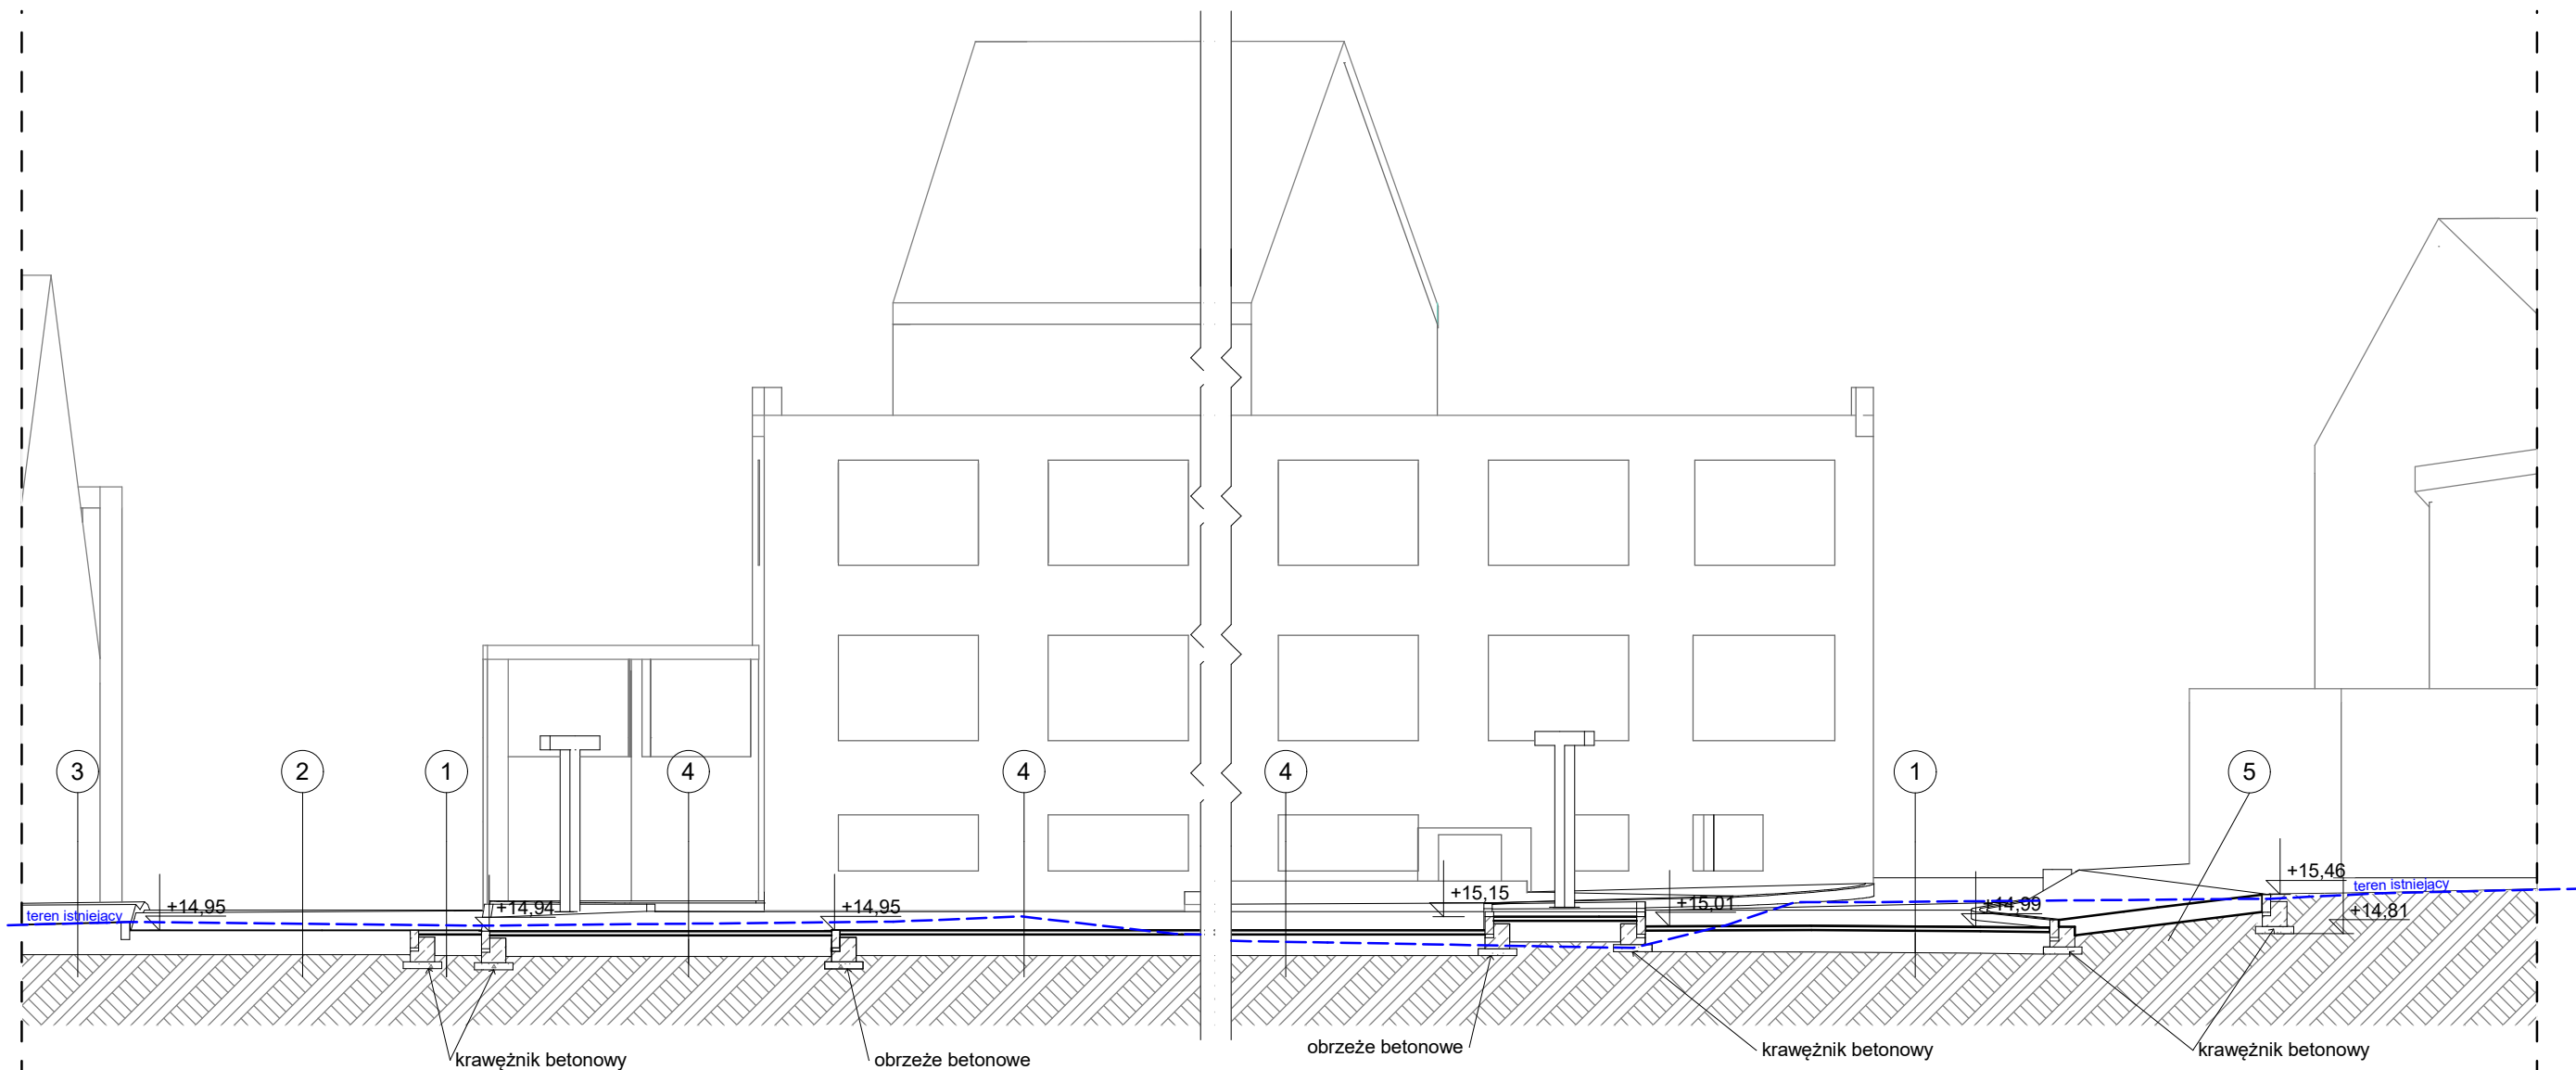 3
2
1
4
4
4
1
5
+15,46
teren istniejący
+15,15
+15,01
+14,99
+14,95
+14,94
+14,95
+14,81
teren istniejący
obrzeże betonowe
krawężnik betonowy
krawężnik betonowy
krawężnik betonowy
obrzeże betonowe